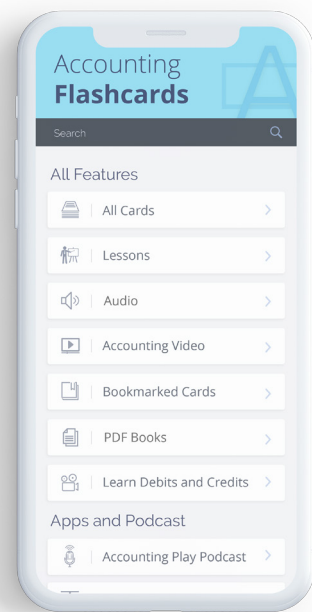 Accounting
Flashcards
Search
All Features
All Cards
Lessons
Audio
Accounting Video
Bookmarked Cards
PDF Books
Learn Debits and Credits
Apps and Podcast
Accounting Play Podcast